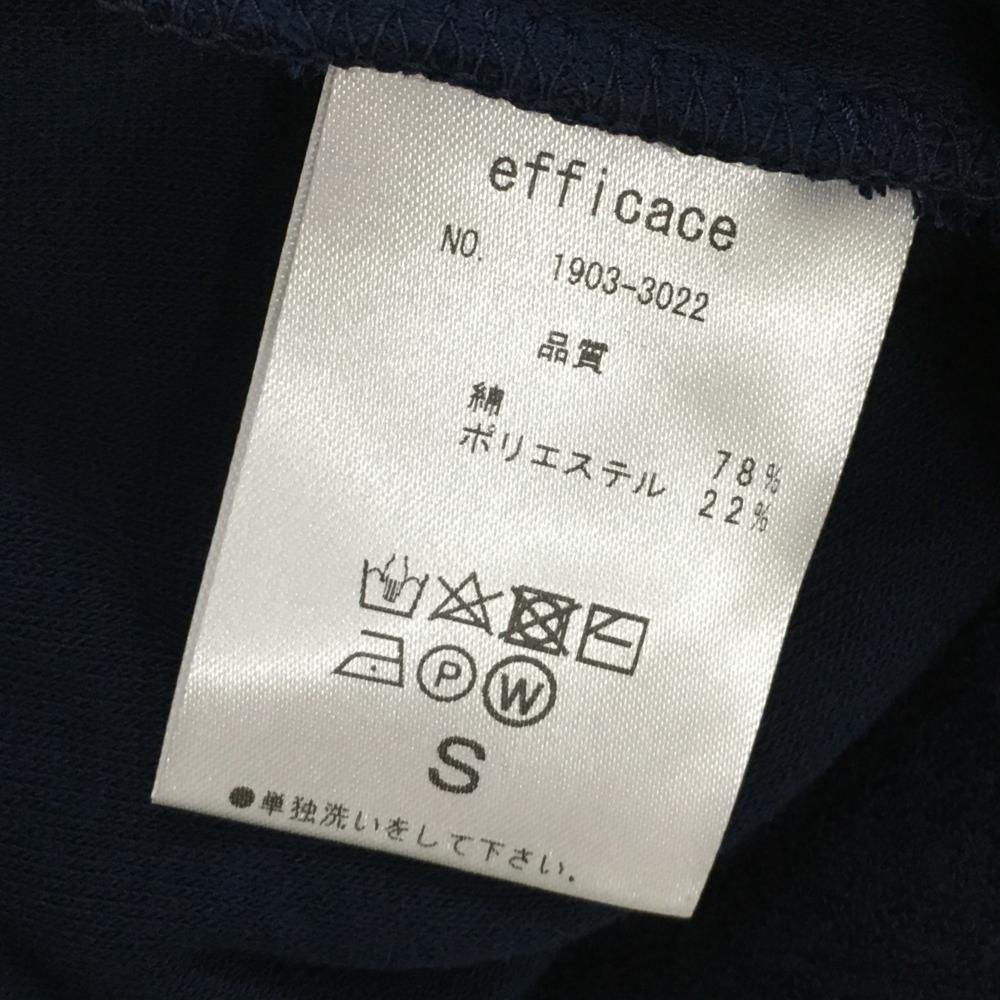 efficace
NO. 1903-3022
品質
綿 78%
ポリエステル 22%
P W
S
●単独洗いをして下さい.